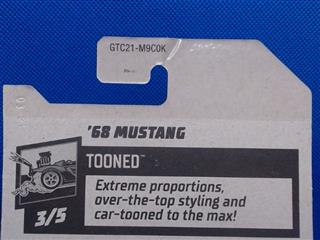 GTC21-M9C0K
'68 MUSTANG
TOONED™
Extreme proportions,
over-the-top styling and
car-tooned to the max!
3/5